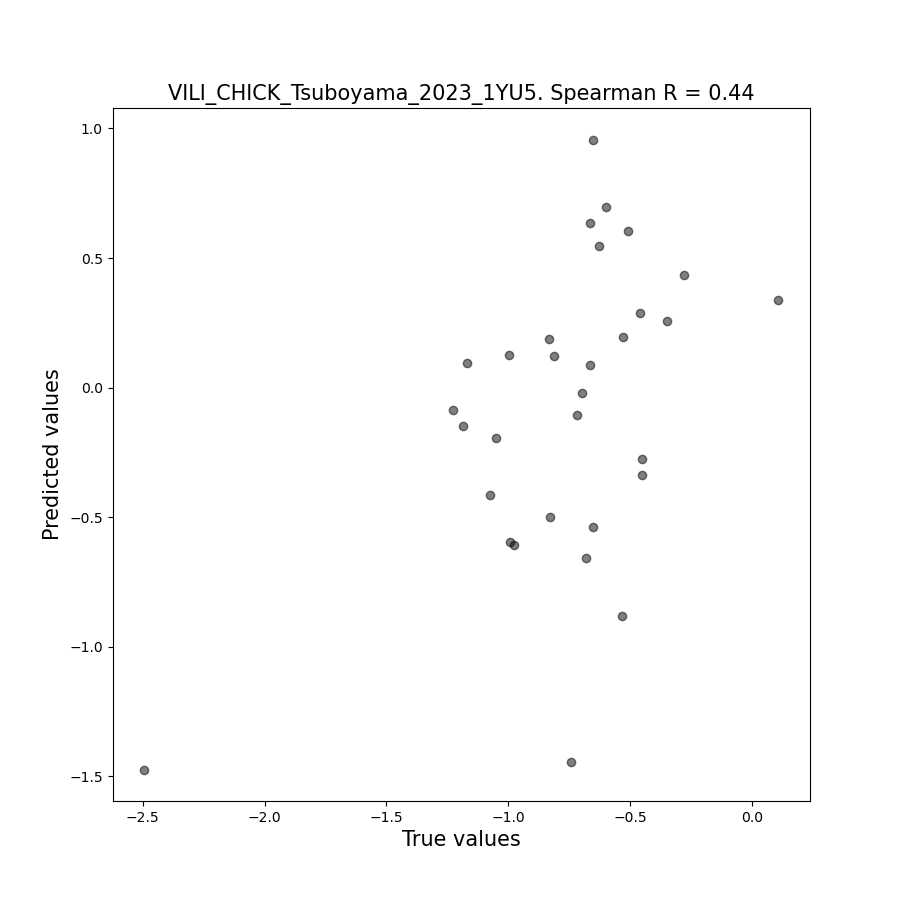 VILI_CHICK_Tsuboyama_2023_1YU5. Spearman R = 0.44
1.0
0.5
0.0
−0.5
−1.0
−1.5
Predicted values
−2.5 −2.0 −1.5 −1.0 −0.5 0.0
True values